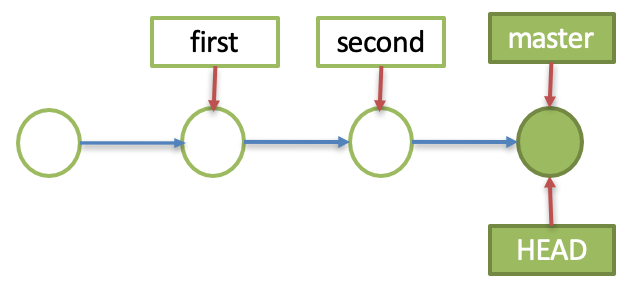 first
second
master
HEAD